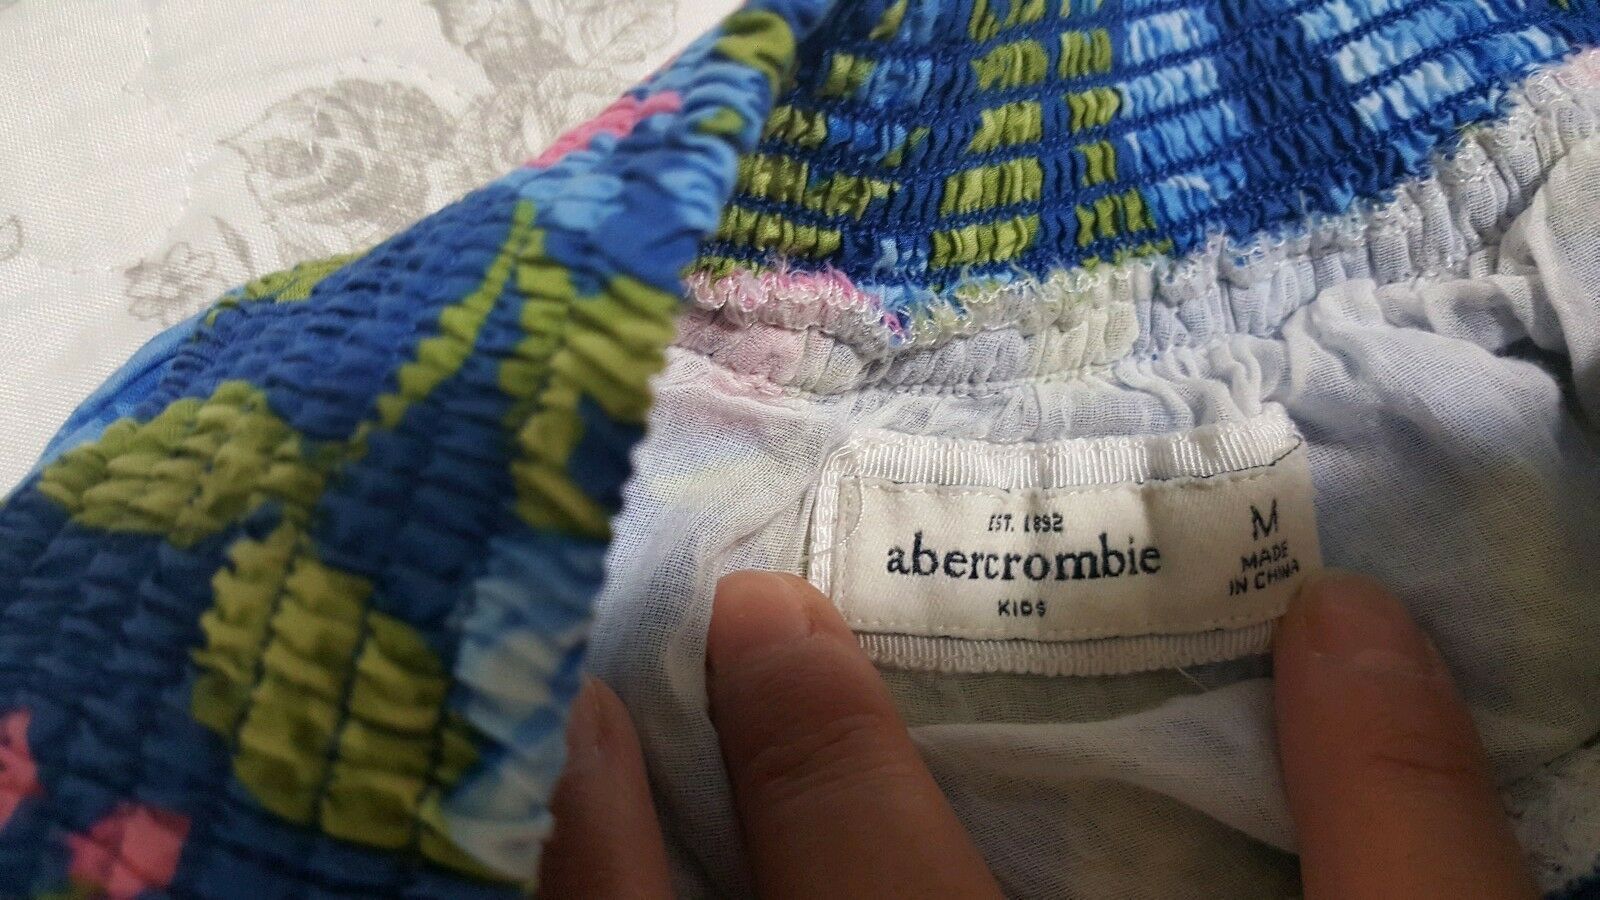 EST. 1892
abercrombie
KIDS
M
MADE
IN CHINA